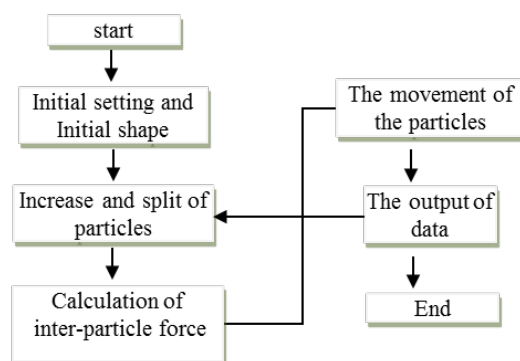 start
Initial setting and
Initial shape
Increase and split of
particles
Calculation of
inter-particle force
The movement of
the particles
The output of
data
End